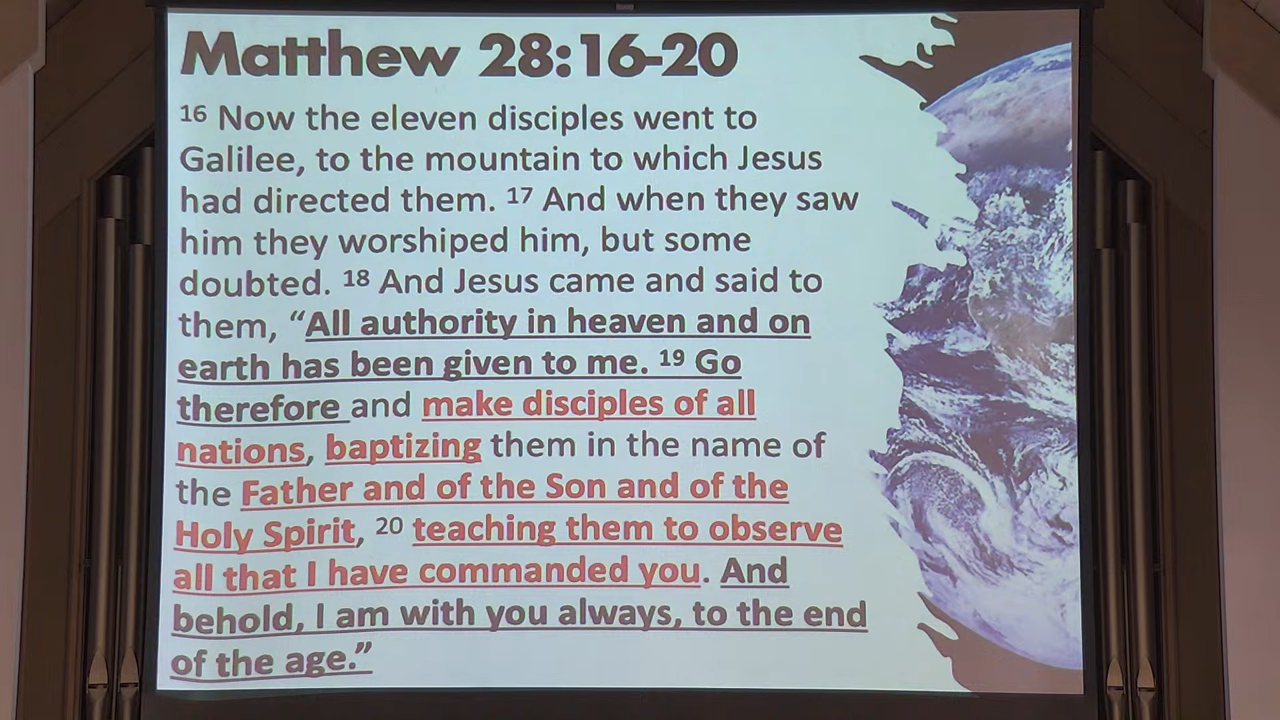 Matthew 28:16-20
16 Now the eleven disciples went to
Galilee, to the mountain to which Jesus
had directed them. 17 And when they saw
him they worshiped him, but some
doubted. 18 And Jesus came and said to
them, “All authority in heaven and on
earth has been given to me. 19 Go
therefore and make disciples of all
nations, baptizing them in the name of
the Father and of the Son and of the
Holy Spirit, 20 teaching them to observe
all that I have commanded you. And
behold, I am with you always, to the end
of the age.”